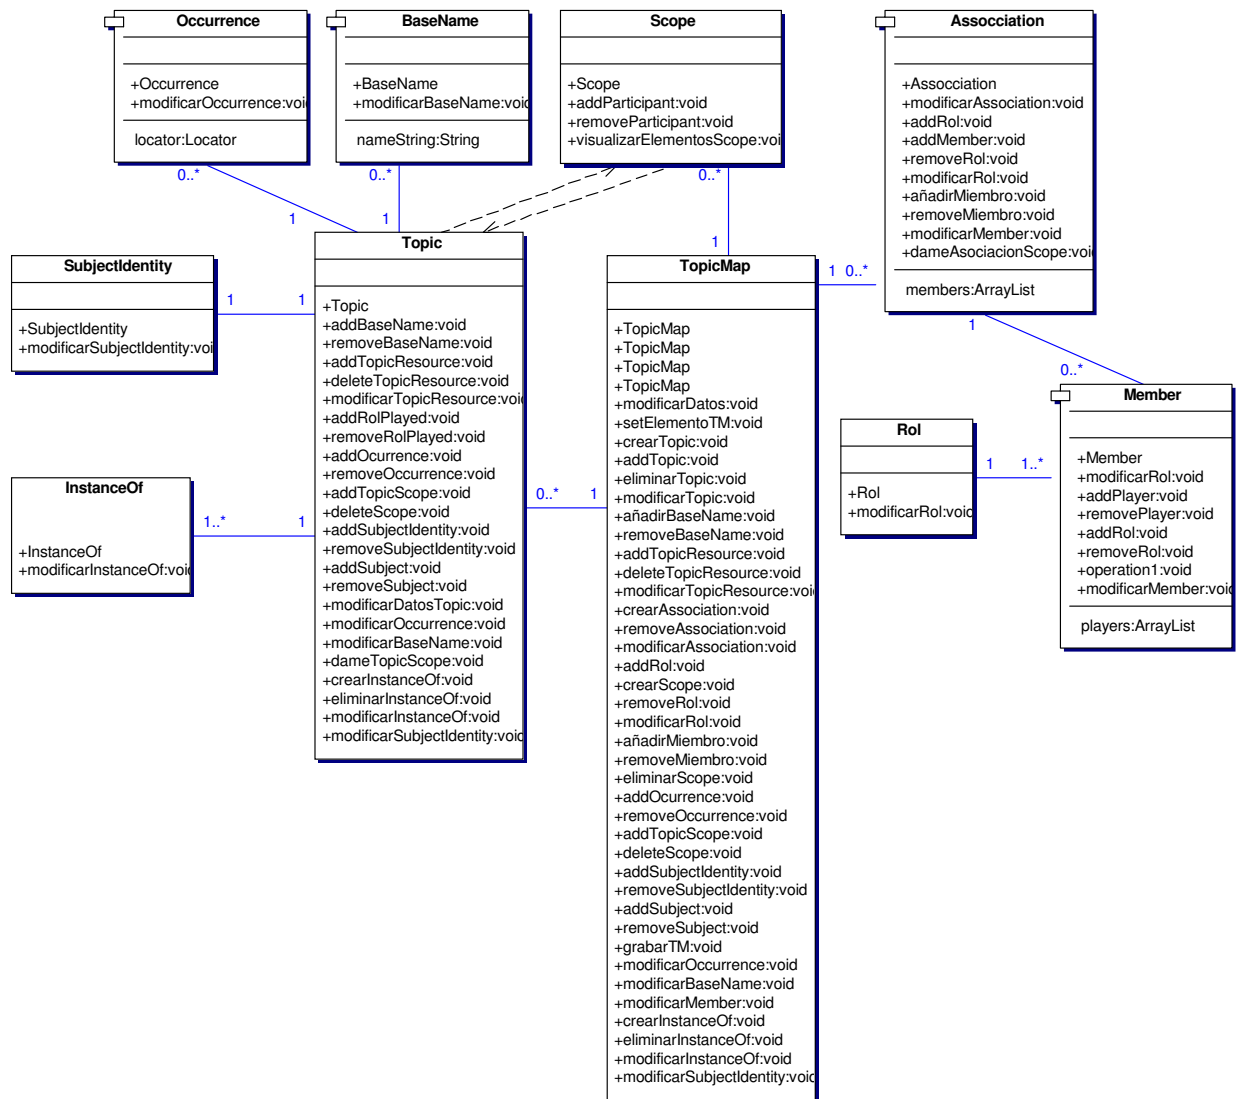 Occurrence
+Occurrence
+modificarOccurrence:voi
locator:Locator
BaseName
+BaseName
+modificarBaseName:voi
nameString:String
Scope
+Scope
+addParticipant:void
+removeParticipant:void
+visualizarElementosScope:voi
Assocciation
+Assocciation
+modificarAssociation:void
+addRol:void
+addMember:void
+removeRol:void
+modificarRol:void
+añadirMiembro:void
+removeMiembro:void
+modificarMember:void
+dameAsociacionScope:voi
members:ArrayList
0..*
1
0..*
1
0..*
1
SubjectIdentity
+SubjectIdentity
+modificarSubjectIdentity:voi
1
1
Topic
+Topic
+addBaseName:void
+removeBaseName:void
+addTopicResource:void
+deleteTopicResource:void
+modificarTopicResource:voi
+addRolPlayed:void
+removeRolPlayed:void
+addOcurrence:void
+removeOccurrence:void
+addTopicScope:void
+deleteScope:void
+addSubjectIdentity:void
+removeSubjectIdentity:void
+addSubject:void
+removeSubject:void
+modificarDatosTopic:void
+modificarOccurrence:void
+modificarBaseName:void
+dameTopicScope:void
+crearInstanceOf:void
+eliminarInstanceOf:void
+modificarInstanceOf:void
+modificarSubjectIdentity:void
InstanceOf
+InstanceOf
+modificarInstanceOf:voi
1..*
1
0..*
1
TopicMap
+TopicMap
+TopicMap
+TopicMap
+TopicMap
+modificarDatos:void
+setElementoTM:void
+crearTopic:void
+addTopic:void
+eliminarTopic:void
+modificarTopic:void
+añadirBaseName:void
+removeBaseName:void
+addTopicResource:void
+deleteTopicResource:void
+modificarTopicResource:voi
+crearAssociation:void
+removeAssociation:void
+modificarAssociation:void
+addRol:void
+crearScope:void
+removeRol:void
+modificarRol:void
+añadirMiembro:void
+removeMiembro:void
+eliminarScope:void
+addOcurrence:void
+removeOccurrence:void
+addTopicScope:void
+deleteScope:void
+addSubjectIdentity:void
+removeSubjectIdentity:void
+addSubject:void
+removeSubject:void
+grabarTM:void
+modificarOccurrence:void
+modificarBaseName:void
+modificarMember:void
+crearInstanceOf:void
+eliminarInstanceOf:void
+modificarInstanceOf:void
+modificarSubjectIdentity:void
1 0..*
1
0..*
Rol
+Rol
+modificarRol:void
1
1..*
Member
+Member
+modificarRol:void
+addPlayer:void
+removePlayer:void
+addRol:void
+removeRol:void
+operation1:void
+modificarMember:void
players:ArrayList